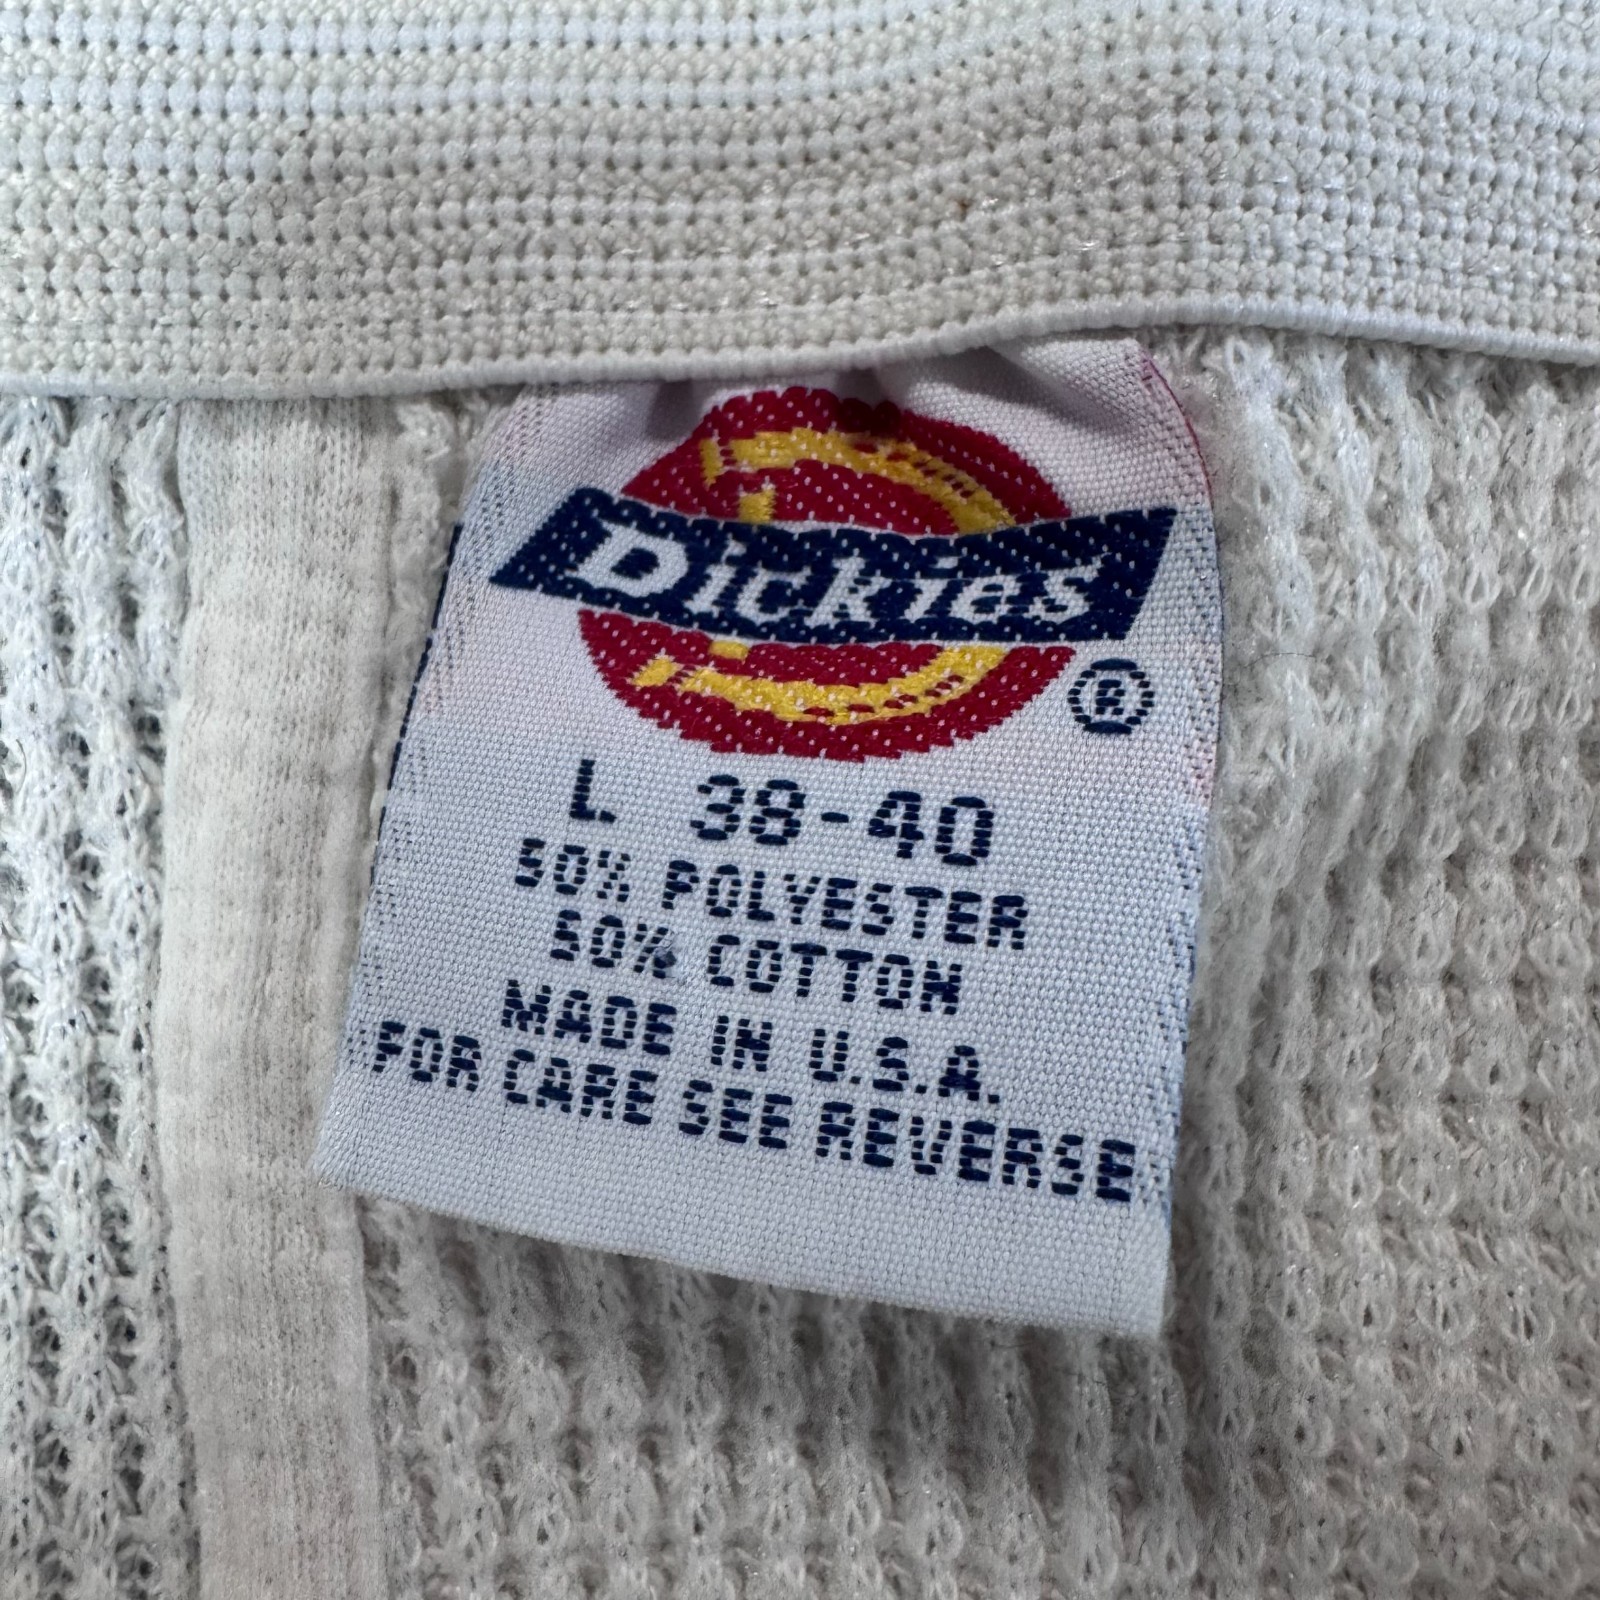 Dickies
®
L 38-40
50% POLYESTER
50% COTTON
MADE IN U.S.A.
FOR CARE SEE REVERSE